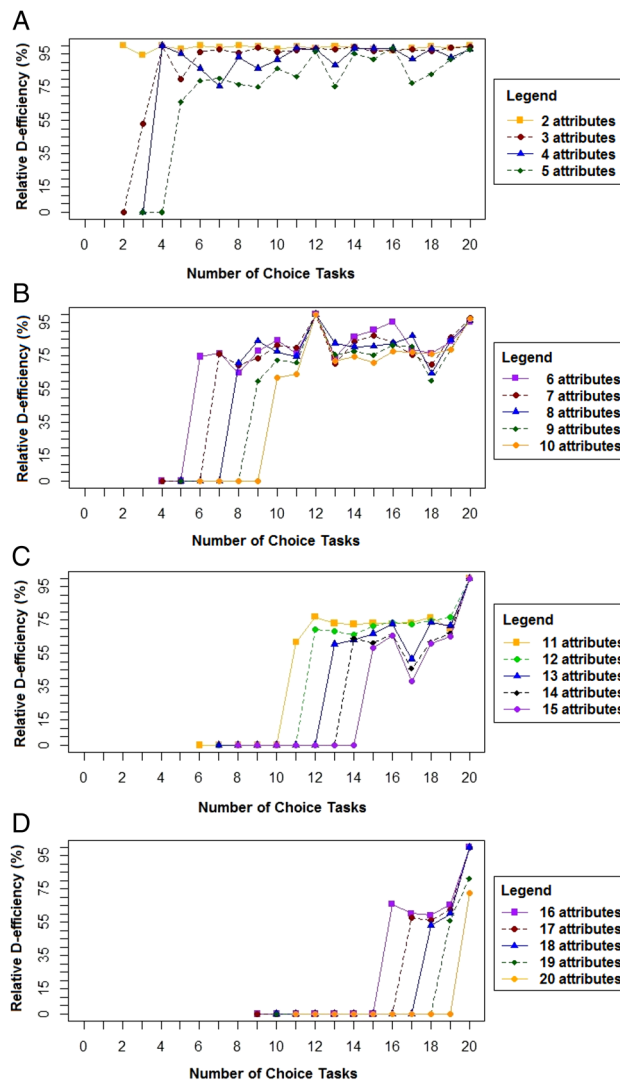 A
Relative D-efficiency (%)
95
75
55
35
15
0
0 2 4 6 8 10 12 14 16 18 20
Number of Choice Tasks
Legend
2 attributes
3 attributes
4 attributes
5 attributes
B
Relative D-efficiency (%)
95
75
55
35
15
0
0 2 4 6 8 10 12 14 16 18 20
Number of Choice Tasks
Legend
6 attributes
7 attributes
8 attributes
9 attributes
10 attributes
C
Relative D-efficiency (%)
95
75
55
35
15
0
0 2 4 6 8 10 12 14 16 18 20
Number of Choice Tasks
Legend
11 attributes
12 attributes
13 attributes
14 attributes
15 attributes
D
Relative D-efficiency (%)
95
75
55
35
15
0
0 2 4 6 8 10 12 14 16 18 20
Number of Choice Tasks
Legend
16 attributes
17 attributes
18 attributes
19 attributes
20 attributes